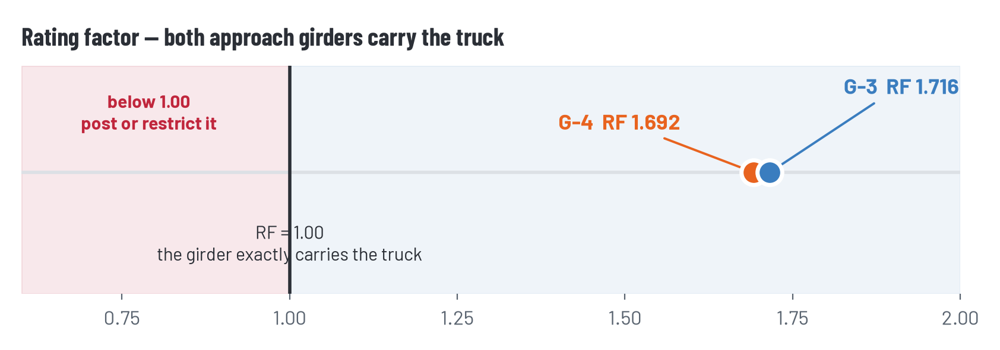 Rating factor — both approach girders carry the truck
below 1.00
post or restrict it
G-3 RF 1.716
G-4 RF 1.692
RF = 1.00
the girder exactly carries the truck
0.75 1.00 1.25 1.50 1.75 2.00